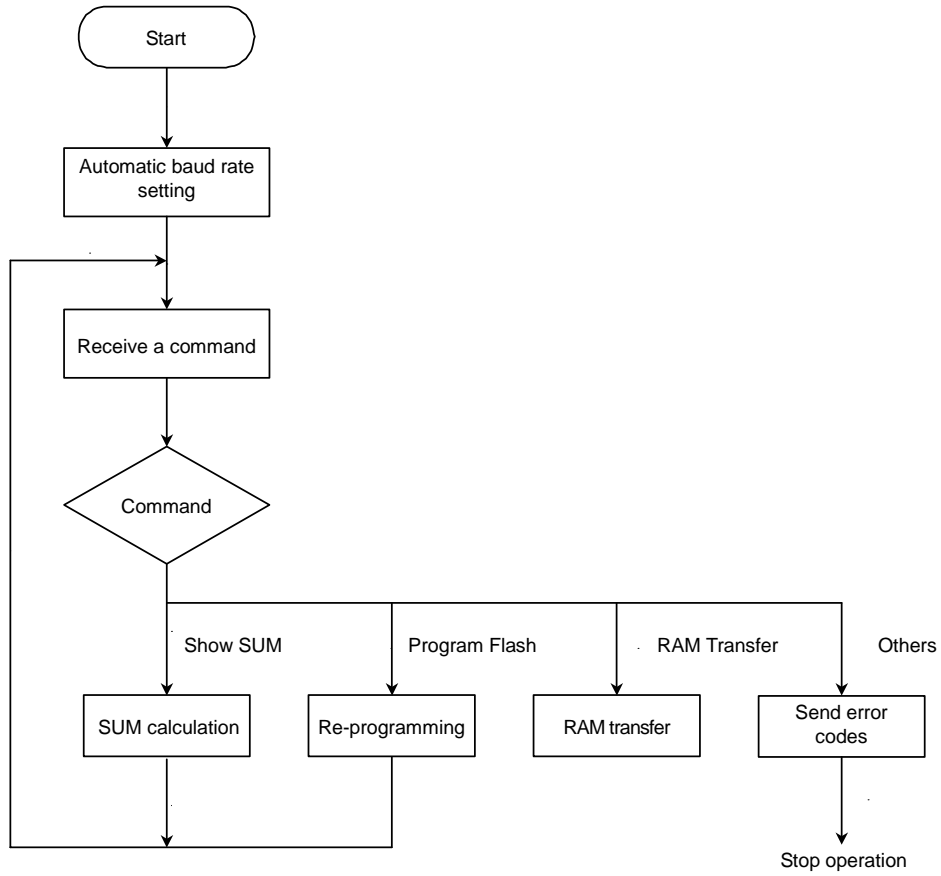 Start
Automatic baud rate
setting
Receive a command
Command
Show SUM
Program Flash
RAM Transfer
Others
SUM calculation
Re-programming
RAM transfer
Send error
codes
Stop operation